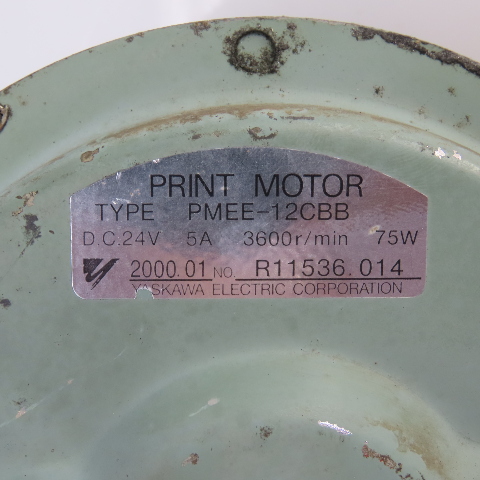 PRINT MOTOR
TYPE PMEE-12CBB
D.C.24V 5A 3600r/min 75W
2000.01 NO. R11536.014
YASKAWA ELECTRIC CORPORATION